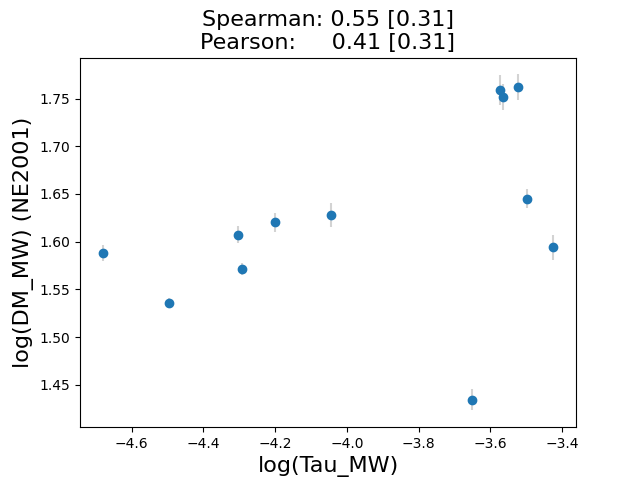 Spearman: 0.55 [0.31]
Pearson: 0.41 [0.31]
1.75
1.70
1.65
1.60
1.55
1.50
1.45
log(DM_MW) (NE2001)
−4.6 −4.4 −4.2 −4.0 −3.8 −3.6 −3.4
log(Tau_MW)